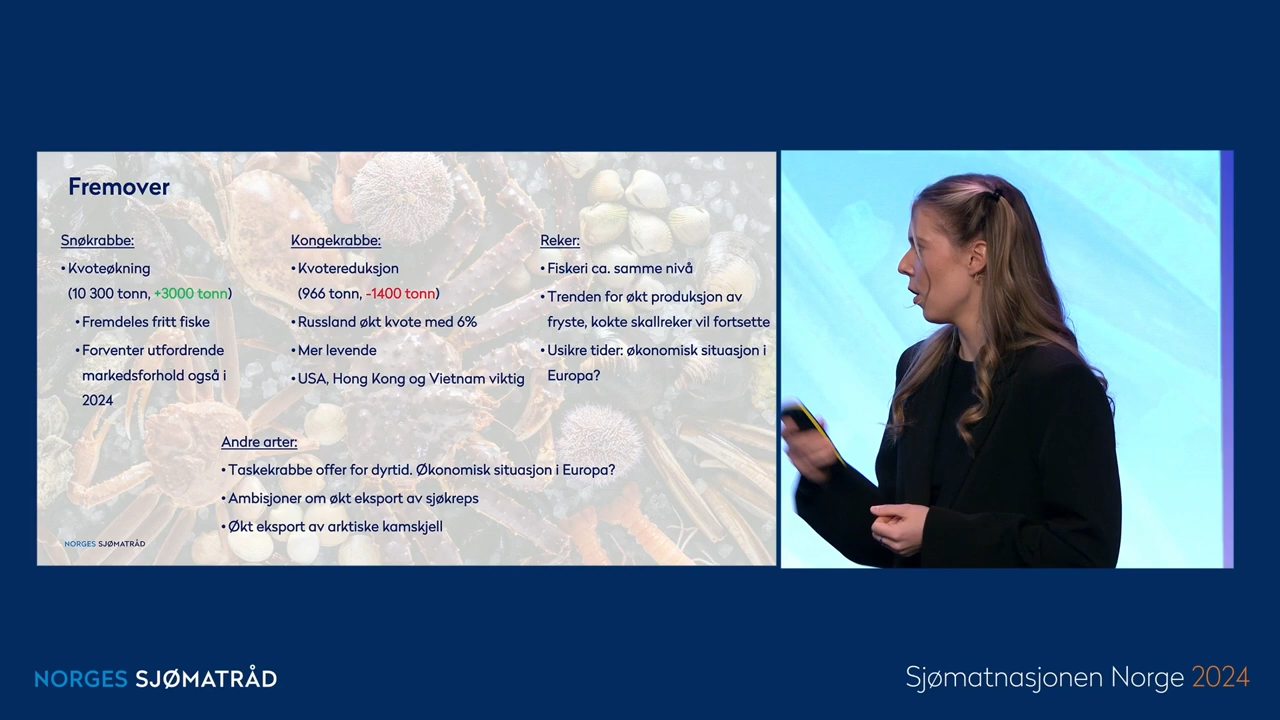 Fremover
Snøkrabbe:
• Kvoteøkning
(10 300 tonn, +3000 tonn)
• Fremdeles fritt fiske
• Forventer utfordrende
markedsforhold også i
2024
Kongekrabbe:
• Kvotereduksjon
(966 tonn, -1400 tonn)
• Russland økt kvote med 6%
• Mer levende
• USA, Hong Kong og Vietnam viktig
Reker:
• Fiskeri ca. samme nivå
• Trenden for økt produksjon av
fryste, kokte skallreker vil fortsette
• Usikre tider: økonomisk situasjon i
Europa?
Andre arter:
• Taskekrabbe offer for dyrtid. Økonomisk situasjon i Europa?
• Ambisjoner om økt eksport av sjøkreps
• Økt eksport av arktiske kamskjell
NORGES SJØMATRÅD
NORGES SJØMATRÅD
Sjømatnasjonen Norge 2024